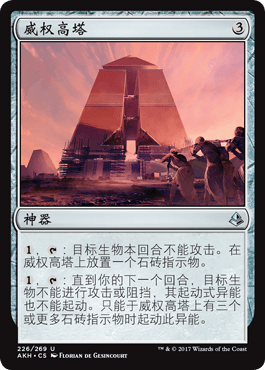 威权高塔 3
神器
1，：目标生物本回合不能攻击。在
威权高塔上放置一个石砖指示物。
1，：直到你的下一个回合，目标生
物不能进行攻击或阻挡，其起动式异能
也不能起动。只能于威权高塔上有三个
或更多石砖指示物时起动此异能。
226/269 U
AKH • CS FLORIAN DE GESINCOURT
™ & © 2017 Wizards of the Coast